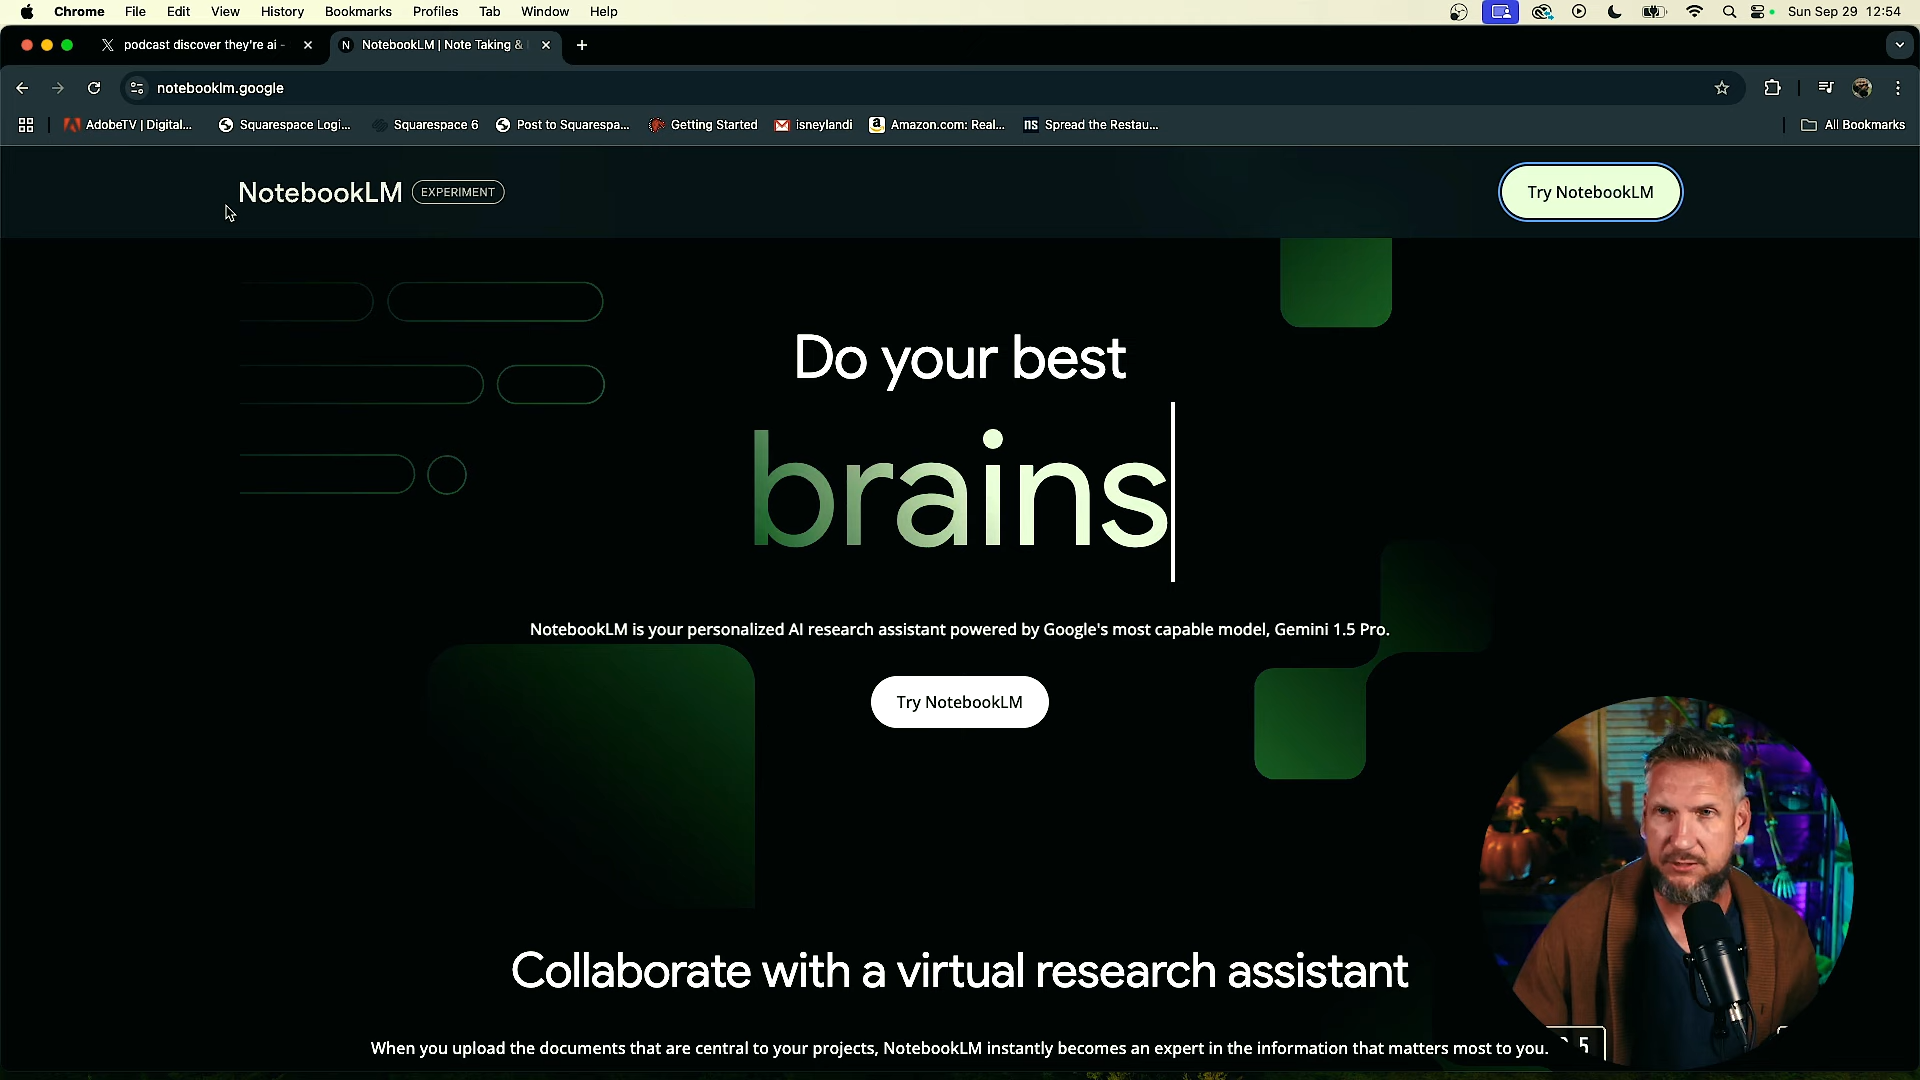 Chrome File Edit View History Bookmarks Profiles Tab Window Help Sun Sep 29 12:54
podcast discover they're ai - NotebookLM | Note Taking &
notebooklm.google
AdobeTV | Digital... Squarespace Logi... Squarespace 6 Post to Squarespa... Getting Started isneylandi Amazon.com: Real... ns Spread the Restau... All Bookmarks
NotebookLM EXPERIMENT Try NotebookLM
Do your best
brains
NotebookLM is your personalized AI research assistant powered by Google's most capable model, Gemini 1.5 Pro.
Try NotebookLM
Collaborate with a virtual research assistant
When you upload the documents that are central to your projects, NotebookLM instantly becomes an expert in the information that matters most to you.